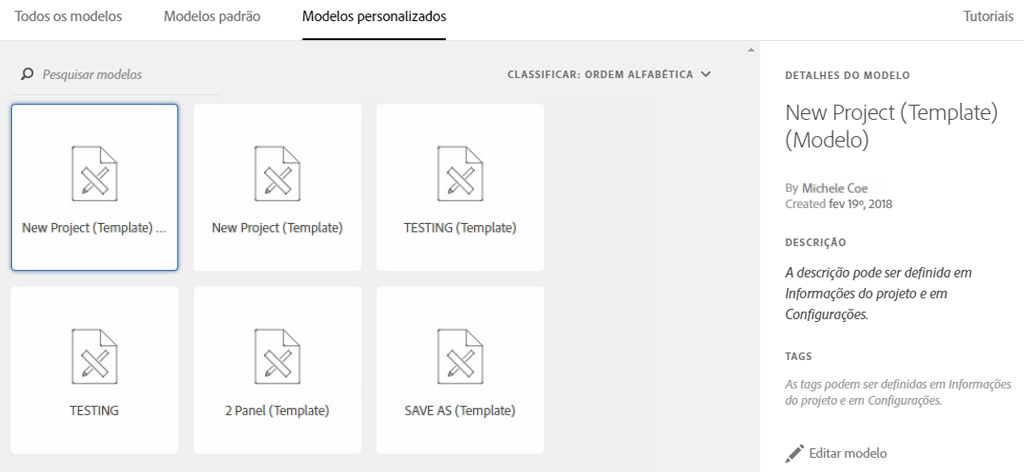 Todos os modelos
Modelos padrão
Modelos personalizados
Tutoriais
Pesquisar modelos
CLASSIFICAR: ORDEM ALFABÉTICA
New Project (Template) ...
New Project (Template)
TESTING (Template)
TESTING
2 Panel (Template)
SAVE AS (Template)
DETALHES DO MODELO
New Project (Template)
(Modelo)
By Michele Coe
Created fev 19º, 2018
DESCRIÇÃO
A descrição pode ser definida em
Informações do projeto e em
Configurações.
TAGS
As tags podem ser definidas em Informações
do projeto e em Configurações.
Editar modelo